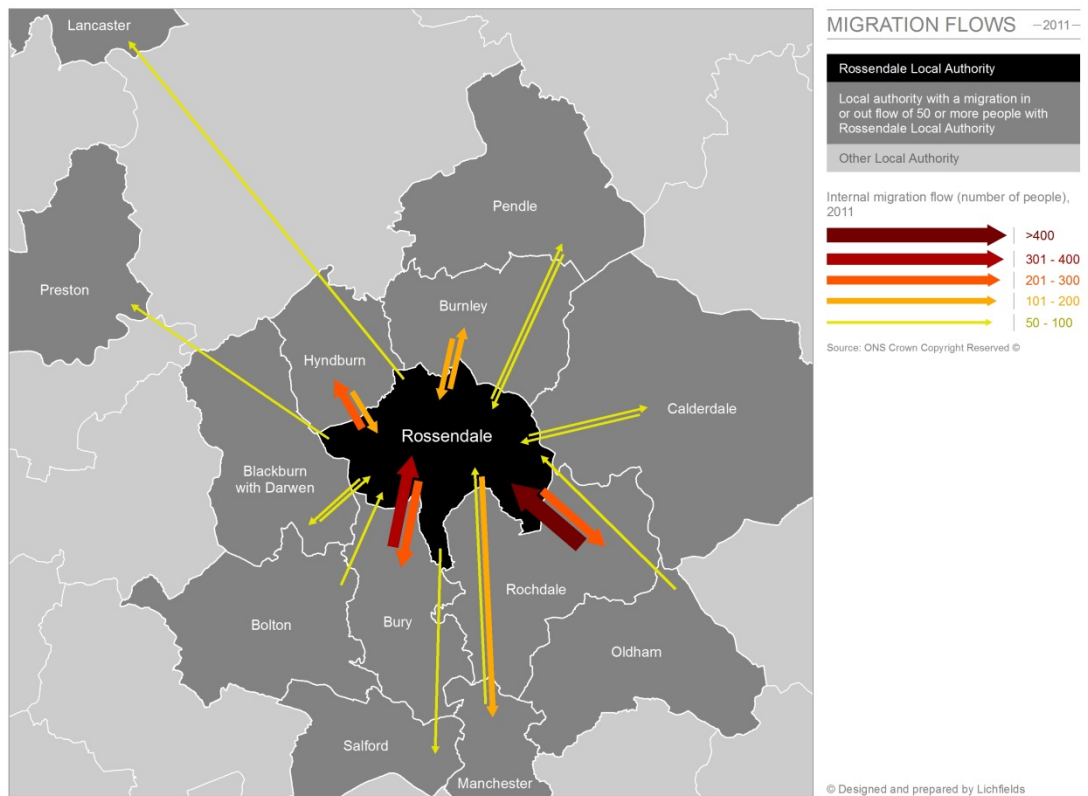 Lancaster
Pendle
Preston
Burnley
Hyndburn
Calderdale
Rossendale
Blackburn
with Darwen
Rochdale
Bolton
Bury
Oldham
Salford
Manchester
MIGRATION FLOWS –2011–
Rossendale Local Authority
Local authority with a migration in
or out flow of 50 or more people with
Rossendale Local Authority
Other Local Authority
Internal migration flow (number of people),
2011
>400
301 - 400
201 - 300
101 - 200
50 - 100
Source: ONS Crown Copyright Reserved ©
© Designed and prepared by Lichfields